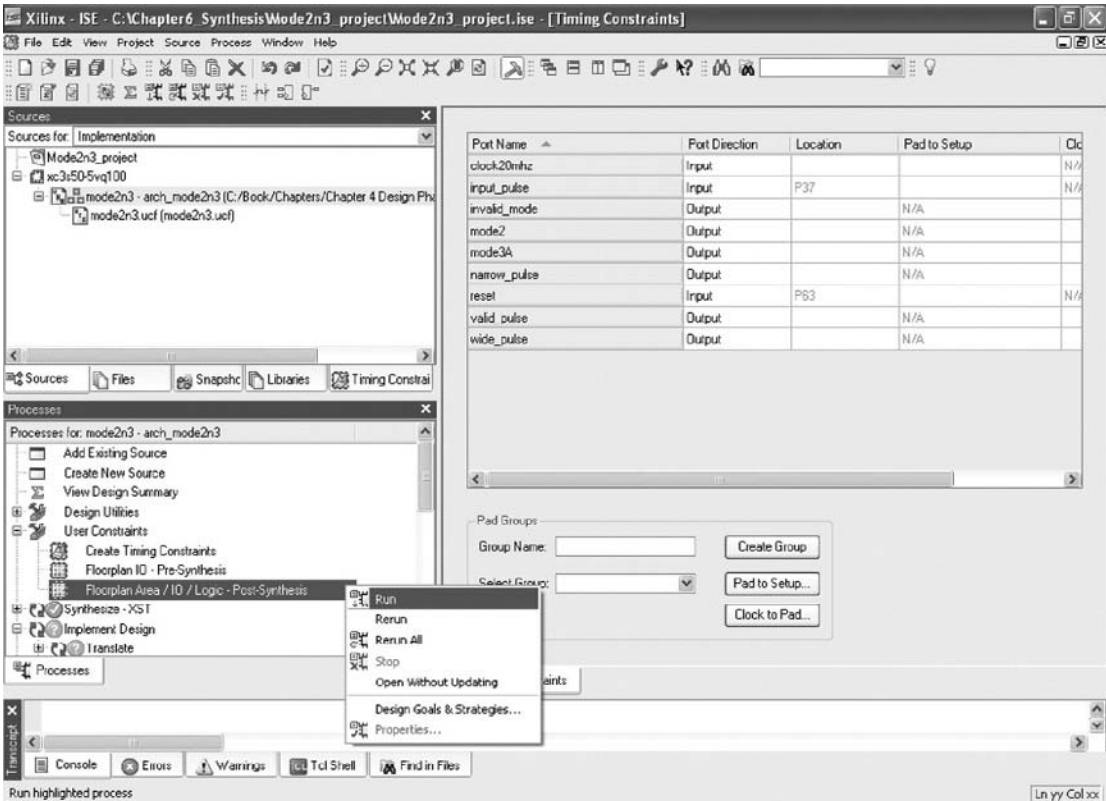 Xilinx - ISE - C:\Chapter6_Synthesis\Mode2n3_project\Mode2n3_project.ise - [Timing Constraints]
File Edit View Project Source Process Window Help
Sources
Sources for: Implementation
Mode2n3_project
xc3s50-5vq100
mode2n3 - arch_mode2n3 (C:/Book/Chapters/Chapter 4 Design Pha
mode2n3.ucf (mode2n3.ucf)
Sources Files Snapshc Libraries Timing Constrai
Port Name Port Direction Location Pad to Setup Clc
clock20mhz Input N/A
input_pulse Input P37 N/A
invalid_mode Output N/A
mode2 Output N/A
mode3A Output N/A
narrow_pulse Output N/A
reset Input P63 N/A
valid_pulse Output N/A
wide_pulse Output N/A
Processes
Processes for: mode2n3 - arch_mode2n3
Add Existing Source
Create New Source
View Design Summary
Design Utilities
User Constraints
Create Timing Constraints
Floorplan IO - Pre-Synthesis
Floorplan Area / IO / Logic - Post-Synthesis
Synthesize - XST
Implement Design
Translate
Processes
Pad Groups
Group Name: Create Group
Select Group: Pad to Setup...
Clock to Pad...
Run
Rerun
Rerun All
Stop
Open Without Updating
Design Goals & Strategies...
Properties...
aints
Transcript
Console Errors Warnings Tcl Shell Find in Files
Run highlighted process
Ln yy Col xx